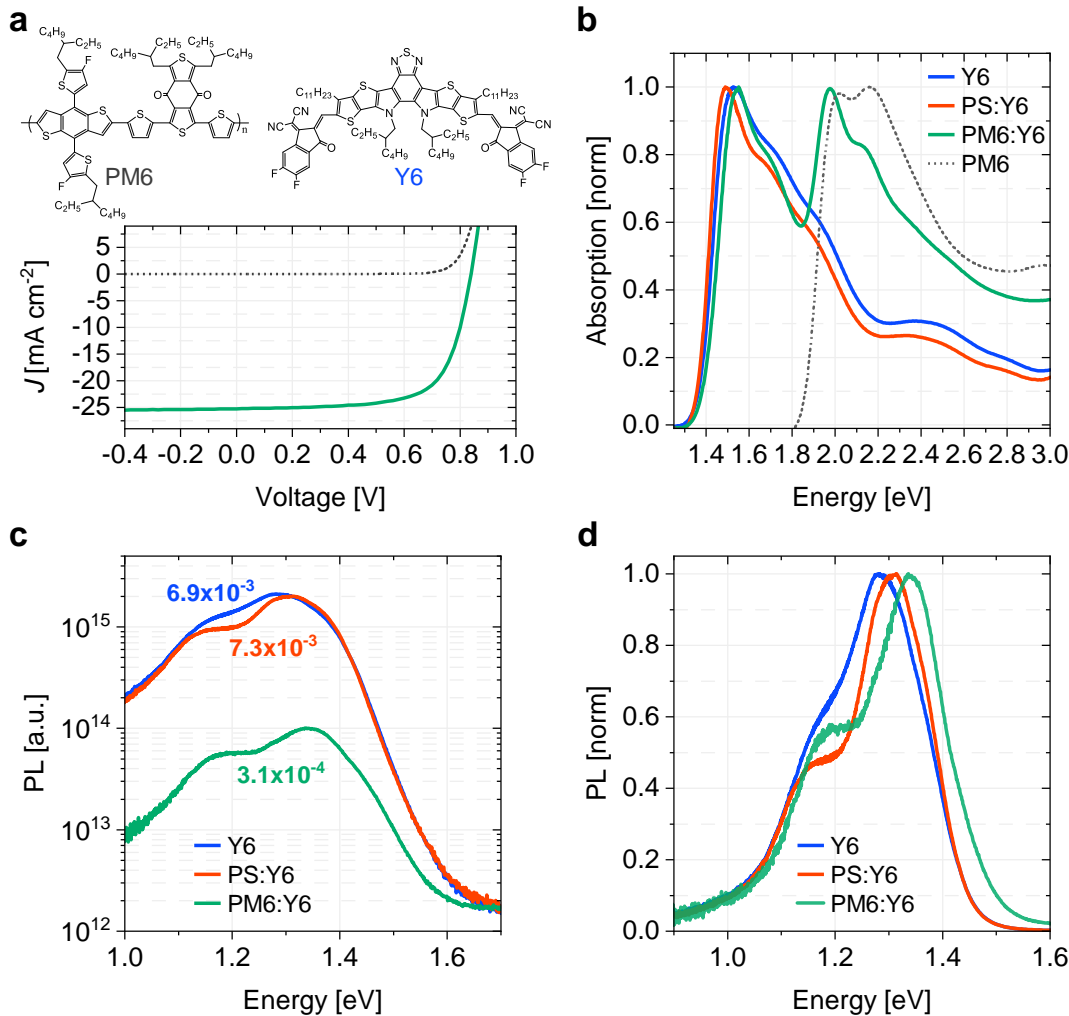 a
C4H9
C2H5
F
S
C4H9
C2H5
C2H5
C4H9
S
O
O
S
S
S
S
S
n
S
F
C2H5
C4H9
PM6
S
N
N
C11H23
S
S
C11H23
S
N
N
S
NC
CN
O
F
F
C2H5
C4H9
C2H5
C4H9
O
CN
CN
F
F
Y6
J [mA cm-2]
5
0
-5
-10
-15
-20
-25
-0.4 -0.2 0.0 0.2 0.4 0.6 0.8 1.0
Voltage [V]
b
Absorption [norm]
1.0
0.8
0.6
0.4
0.2
0.0
Y6
PS:Y6
PM6:Y6
PM6
1.4 1.6 1.8 2.0 2.2 2.4 2.6 2.8 3.0
Energy [eV]
c
PL [a.u.]
10^15
10^14
10^13
10^12
6.9x10^-3
7.3x10^-3
3.1x10^-4
Y6
PS:Y6
PM6:Y6
1.0 1.2 1.4 1.6
Energy [eV]
d
PL [norm]
1.0
0.8
0.6
0.4
0.2
0.0
Y6
PS:Y6
PM6:Y6
1.0 1.2 1.4 1.6
Energy [eV]